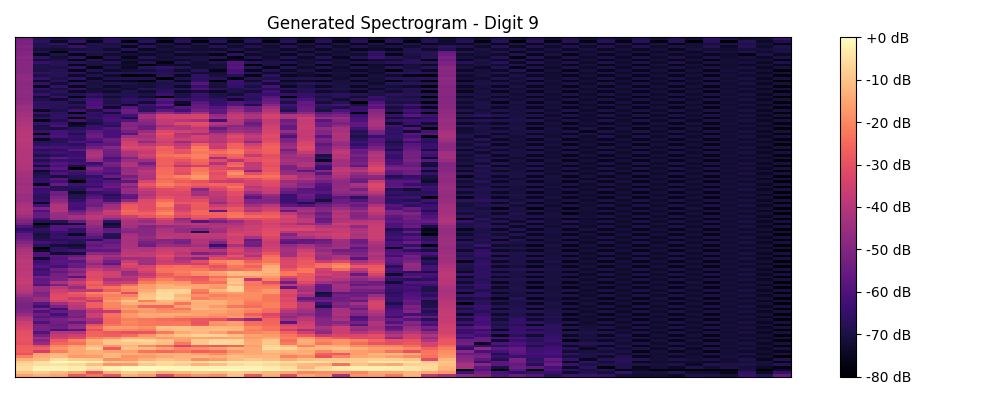 Generated Spectrogram - Digit 9
+0 dB
-10 dB
-20 dB
-30 dB
-40 dB
-50 dB
-60 dB
-70 dB
-80 dB